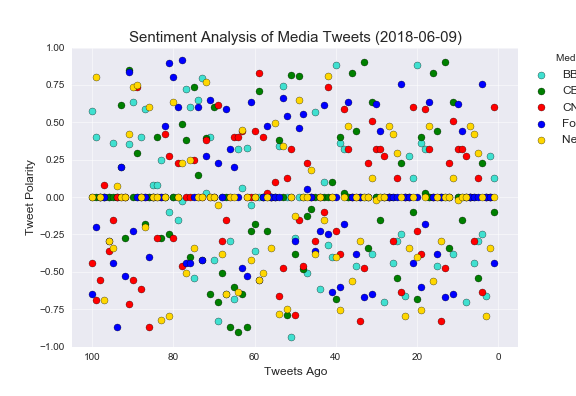 Sentiment Analysis of Media Tweets (2018-06-09)
Med
BB
CB
CN
Fo
Ne
Tweet Polarity
1.00
0.75
0.50
0.25
0.00
−0.25
−0.50
−0.75
−1.00
100 80 60 40 20 0
Tweets Ago